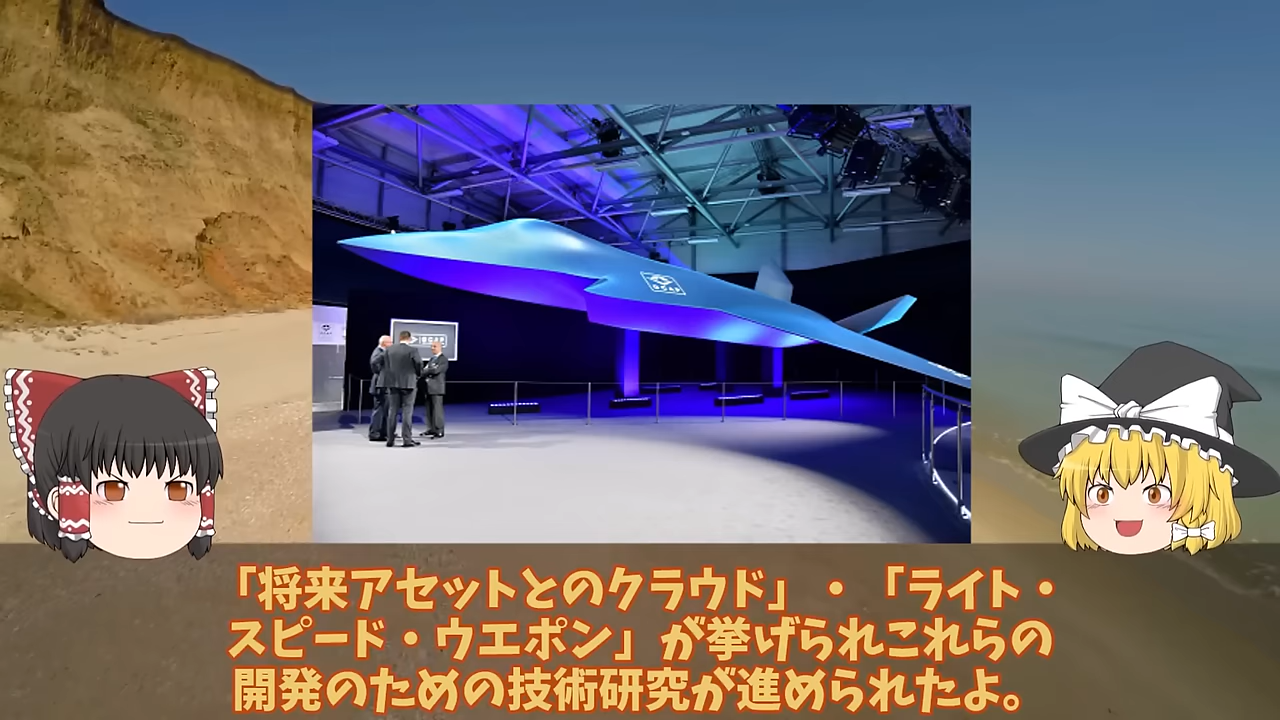 GCAP
GCAP
「将来アセットとのクラウド」・「ライト・
スピード・ウエポン」が挙げられこれらの
開発のための技術研究が進められたよ。